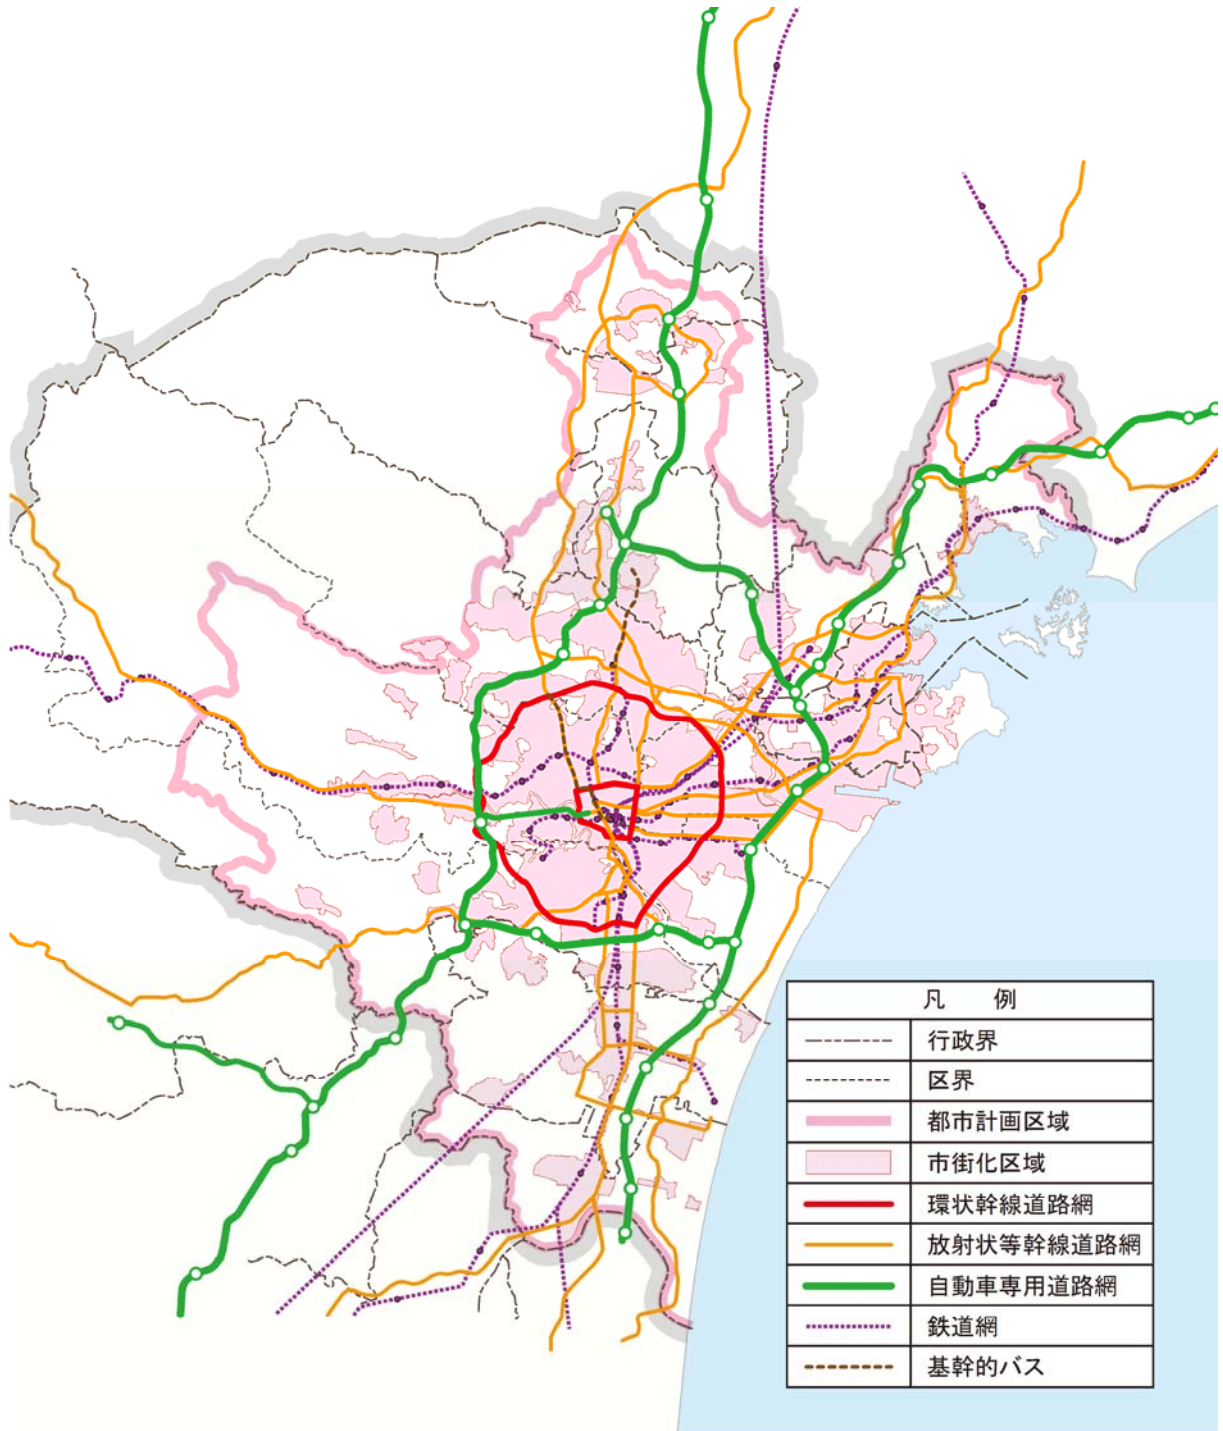 凡 例
行政界
区界
都市計画区域
市街化区域
環状幹線道路網
放射状等幹線道路網
自動車専用道路網
鉄道網
基幹的バス